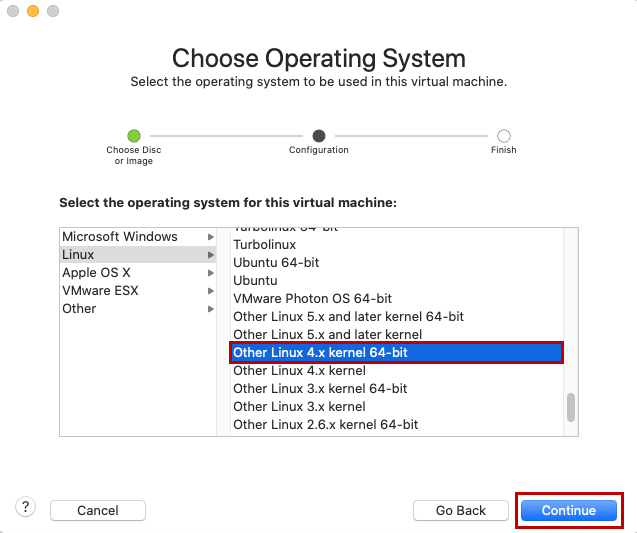 Choose Operating System
Select the operating system to be used in this virtual machine.
Choose Disc
or Image
Configuration
Finish
Select the operating system for this virtual machine:
Microsoft Windows
Linux
Apple OS X
VMware ESX
Other
Turbolinux 64-bit
Turbolinux
Ubuntu 64-bit
Ubuntu
VMware Photon OS 64-bit
Other Linux 5.x and later kernel 64-bit
Other Linux 5.x and later kernel
Other Linux 4.x kernel 64-bit
Other Linux 4.x kernel
Other Linux 3.x kernel 64-bit
Other Linux 3.x kernel
Other Linux 2.6.x kernel 64-bit
?
Cancel
Go Back
Continue